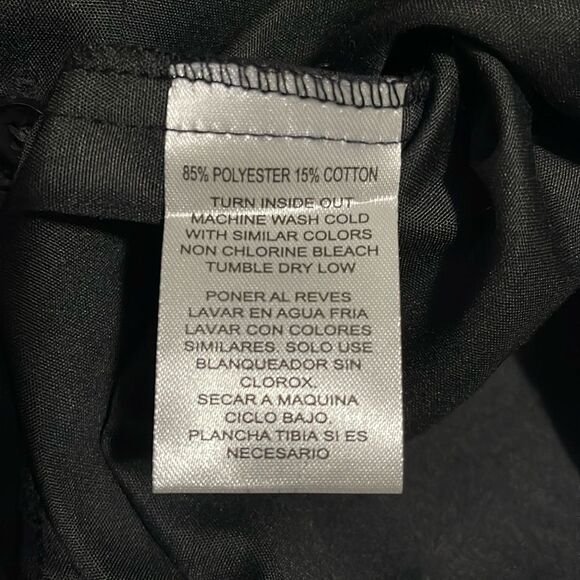 85% POLYESTER 15% COTTON
TURN INSIDE OUT
MACHINE WASH COLD
WITH SIMILAR COLORS
NON CHLORINE BLEACH
TUMBLE DRY LOW
PONER AL REVES
LAVAR EN AGUA FRIA
LAVAR CON COLORES
SIMILARES. SOLO USE
BLANQUEADOR SIN
CLOROX.
SECAR A MAQUINA
CICLO BAJO.
PLANCHA TIBIA SI ES
NECESARIO